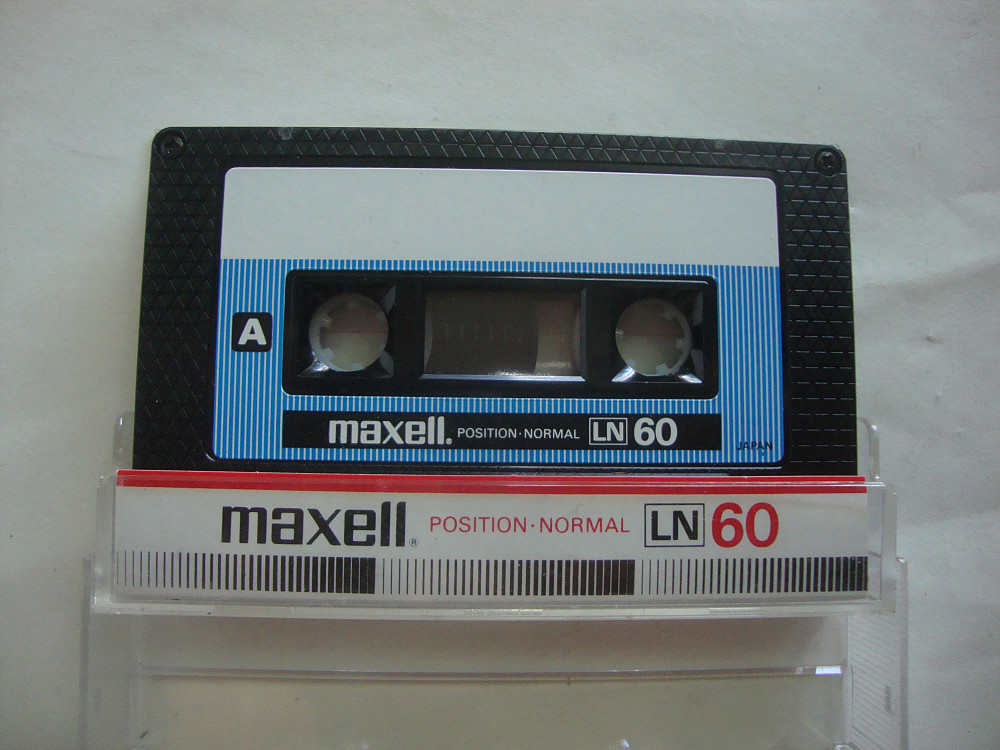 A
maxell. POSITION·NORMAL LN 60
JAPAN
maxell® POSITION·NORMAL LN 60